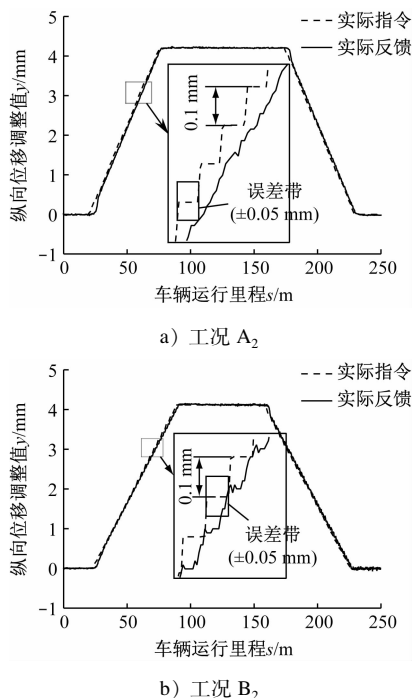 实际指令
实际反馈
纵向位移调整值y/mm
5
4
3
2
1
0
-1
0.1 mm
误差带
(±0.05 mm)
0 50 100 150 200 250
车辆运行里程s/m
a）工况 A2
实际指令
实际反馈
纵向位移调整值y/mm
5
4
3
2
1
0
-1
0.1 mm
误差带
(±0.05 mm)
0 50 100 150 200 250
车辆运行里程s/m
b）工况 B2